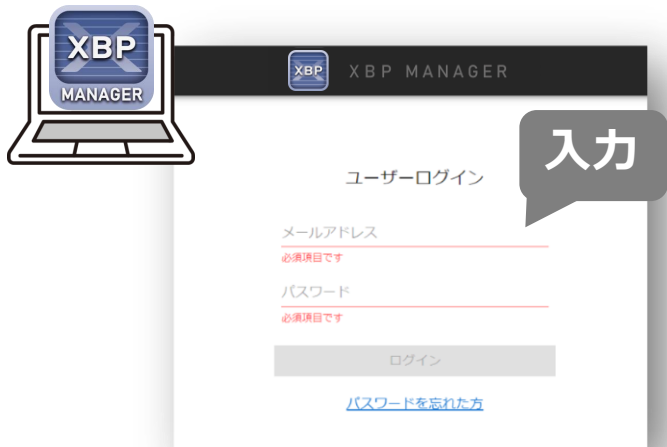 XBP
MANAGER
XBP
XBP MANAGER
入力
ユーザーログイン
メールアドレス
必須項目です
パスワード
必須項目です
ログイン
パスワードを忘れた方